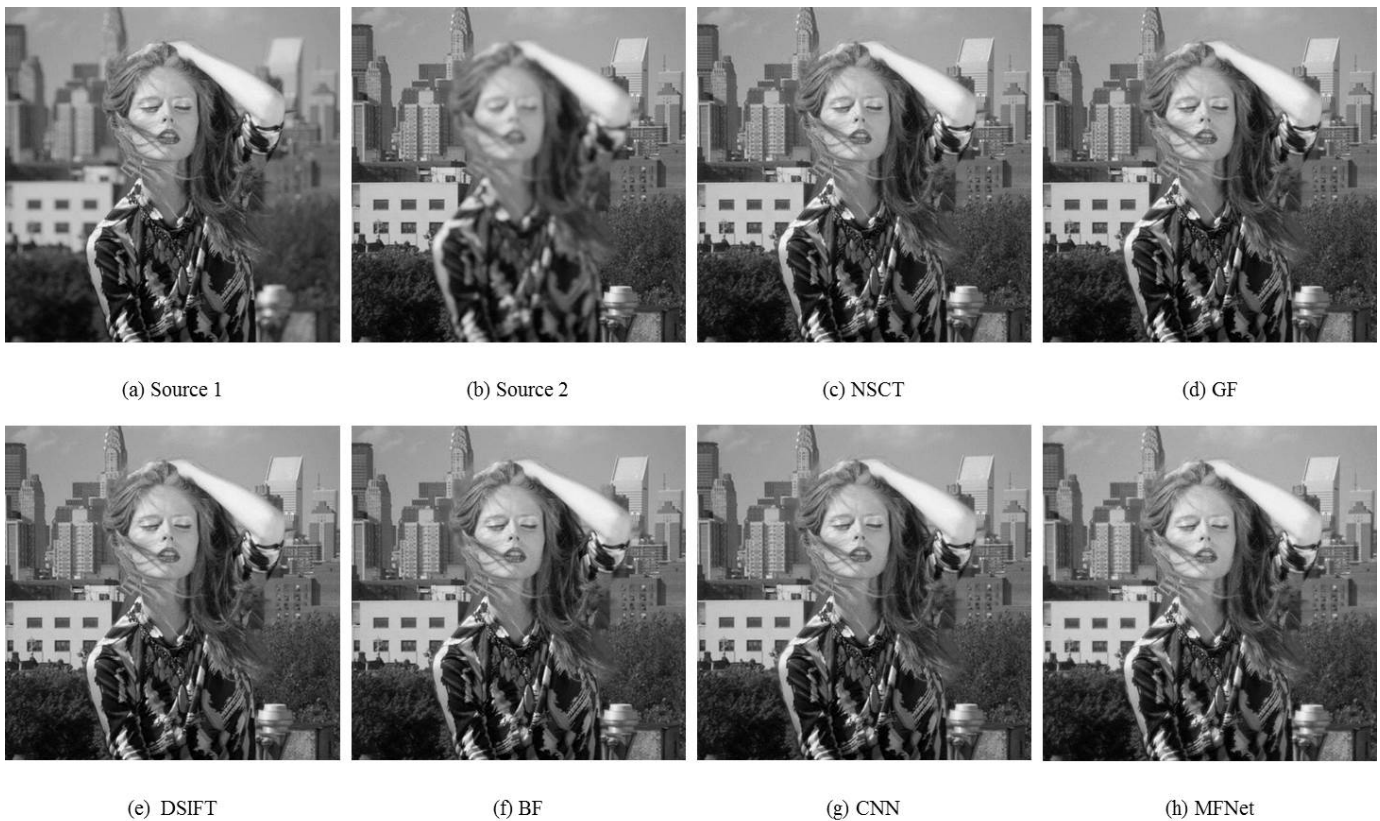 (a) Source 1
(b) Source 2
(c) NSCT
(d) GF
(e) DSIFT
(f) BF
(g) CNN
(h) MFNet